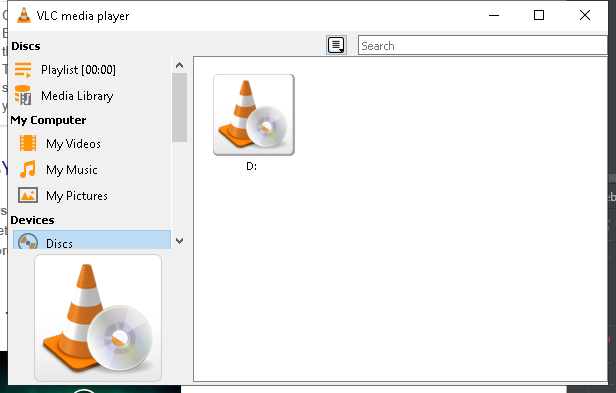 VLC media player
Discs
Search
Playlist [00:00]
Media Library
My Computer
My Videos
My Music
My Pictures
Devices
Discs
D: